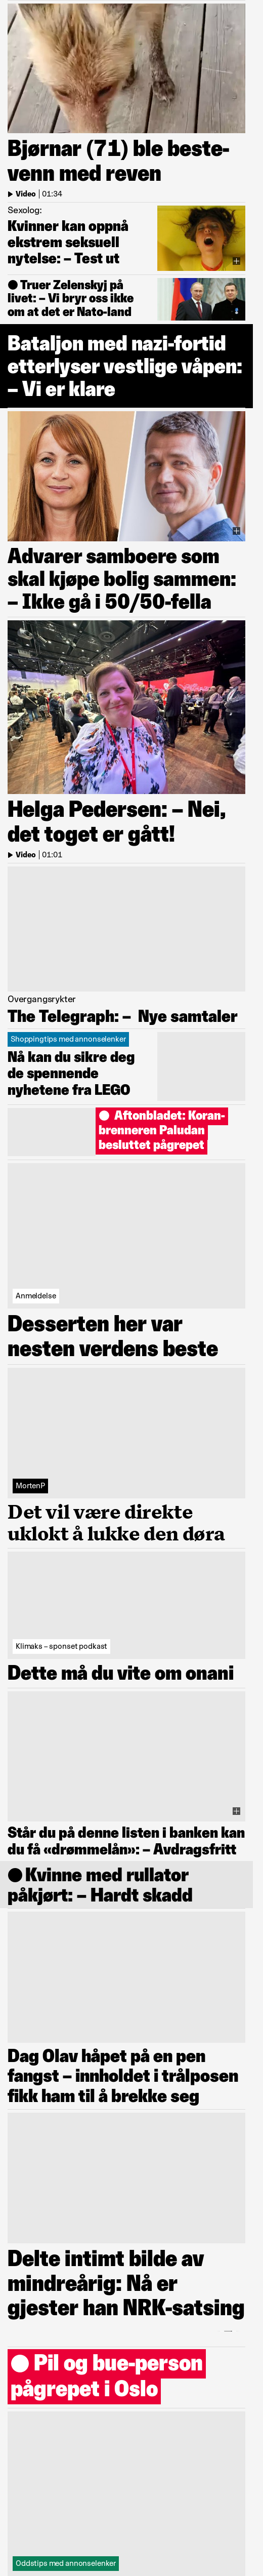 Bjørnar (71) ble beste-
venn med reven
Video | 01:34
Sexolog:
Kvinner kan oppnå
ekstrem seksuell
nytelse: – Test ut
Truer Zelenskyj på
livet: – Vi bryr oss ikke
om at det er Nato-land
Bataljon med nazi-fortid
etterlyser vestlige våpen:
– Vi er klare
Advarer samboere som
skal kjøpe bolig sammen:
– Ikke gå i 50/50-fella
Helga Pedersen: – Nei,
det toget er gått!
Video | 01:01
Overgangsrykter
The Telegraph: – Nye samtaler
Shoppingtips med annonselenker
Nå kan du sikre deg
de spennende
nyhetene fra LEGO
Aftonbladet: Koran-
brenneren Paludan
besluttet pågrepet
Anmeldelse
Desserten her var
nesten verdens beste
MortenP
Det vil være direkte
uklokt å lukke den døra
Klimaks – sponset podkast
Dette må du vite om onani
Står du på denne listen i banken kan
du få «drømmelån»: – Avdragsfritt
Kvinne med rullator
påkjørt: – Hardt skadd
Dag Olav håpet på en pen
fangst – innholdet i trålposen
fikk ham til å brekke seg
Delte intimt bilde av
mindreårig: Nå er
gjester han NRK-satsing
Pil og bue-person
pågrepet i Oslo
Oddstips med annonselenker